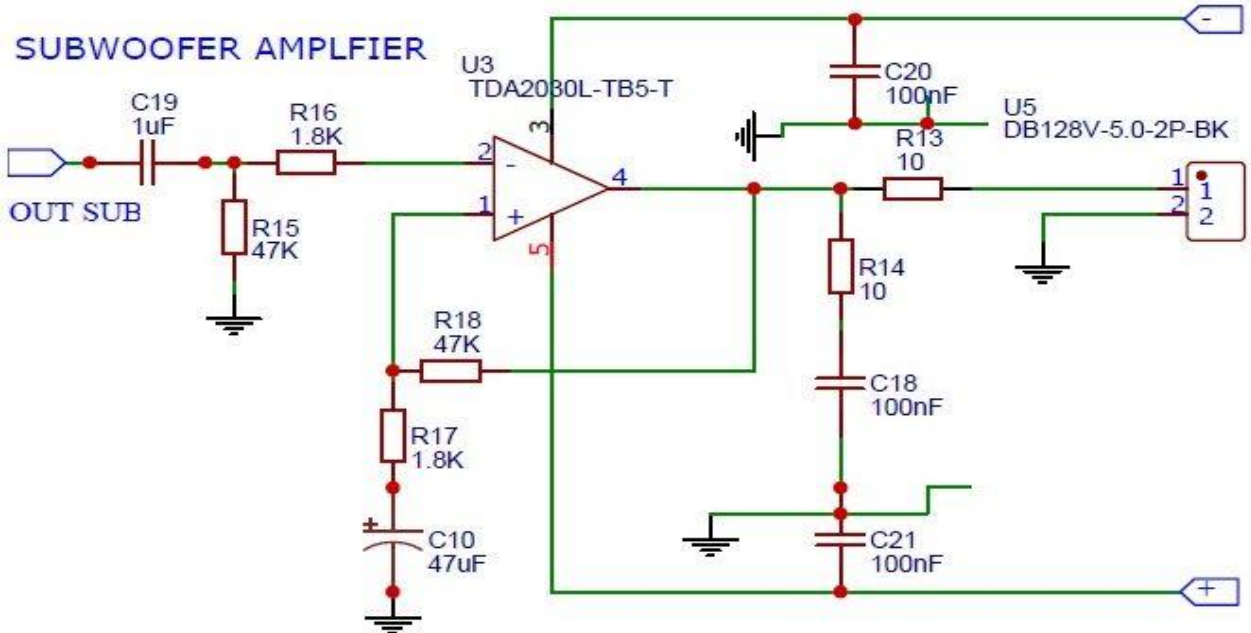 SUBWOOFER AMPLFIER
U3
TDA2030L-TB5-T
C20
100nF
-
U5
DB128V-5.0-2P-BK
C19
1uF
R16
1.8K
3
R13
10
2
-
4
1
1
2
2
OUT SUB
1
+
R15
47K
5
R14
10
R18
47K
C18
100nF
R17
1.8K
+
C10
47uF
C21
100nF
+